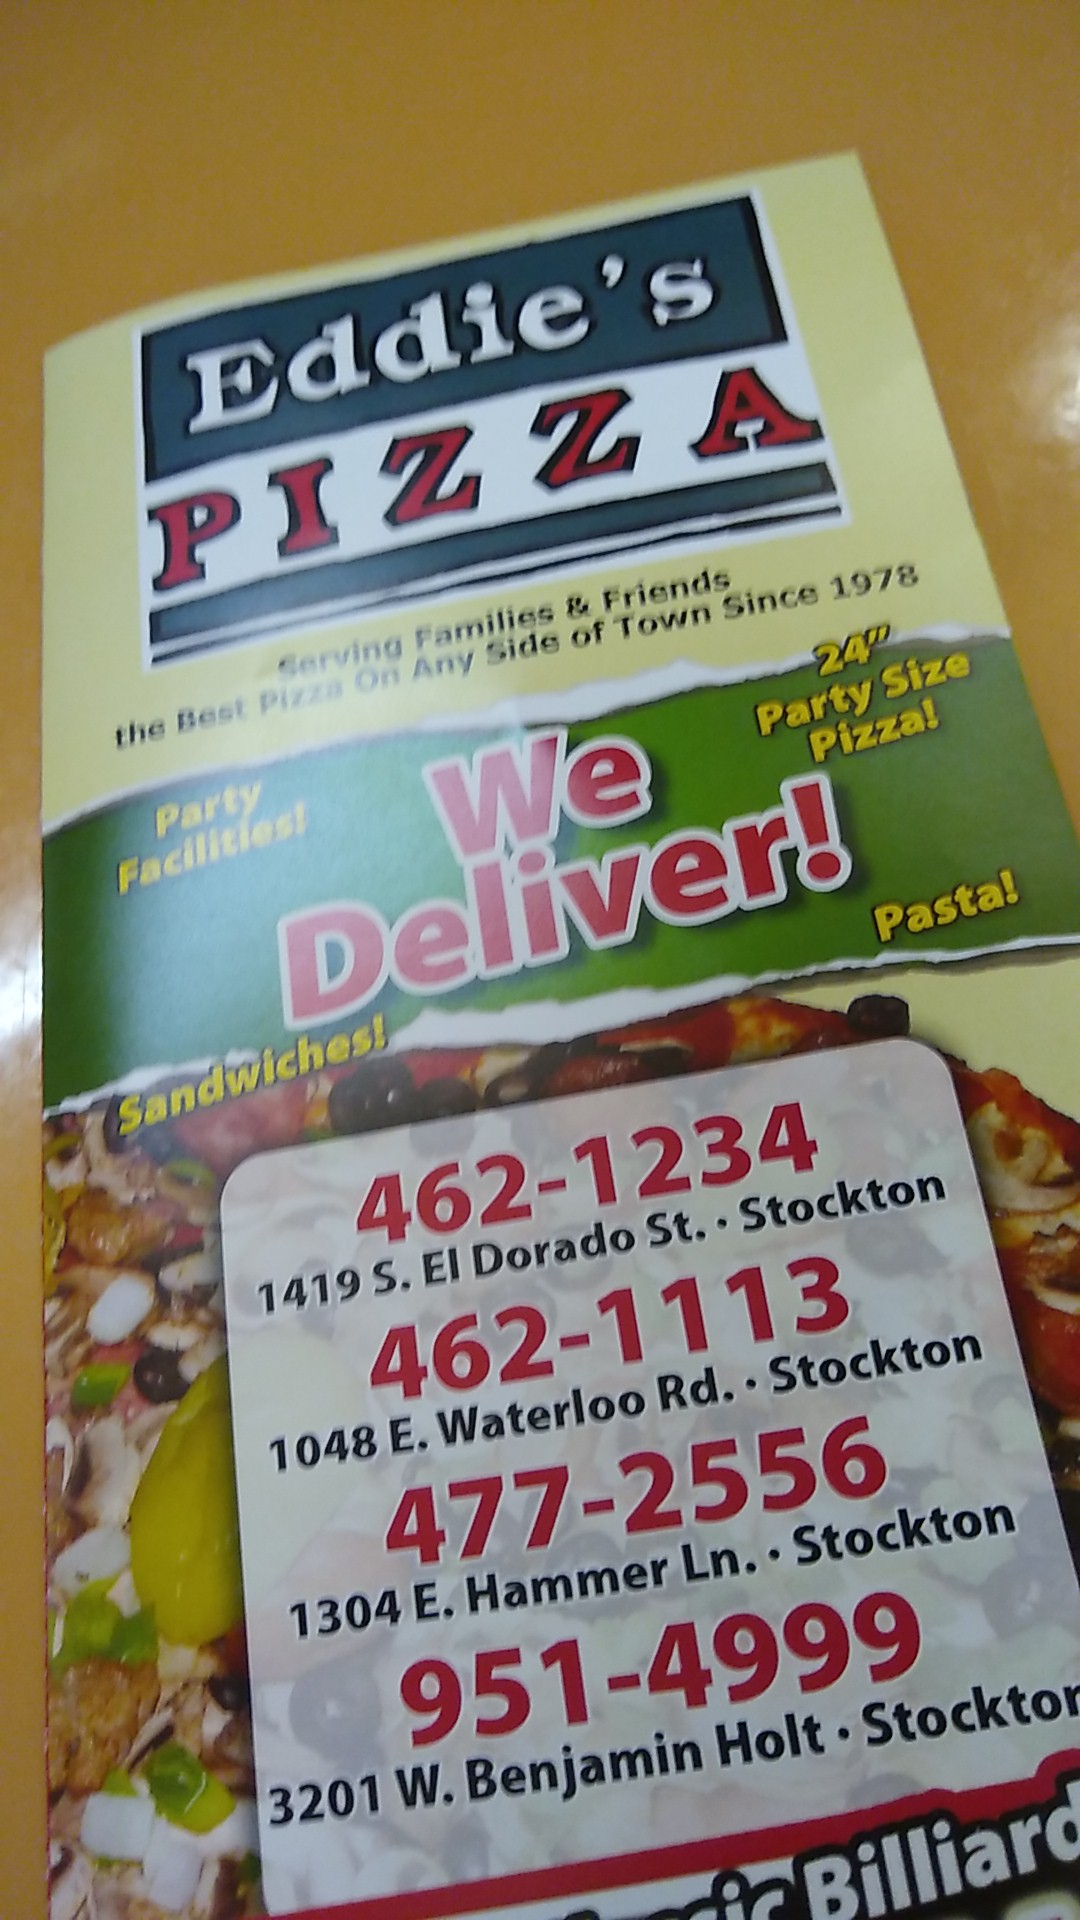 Eddie's
PIZZA
Serving Families & Friends
the Best Pizza On Any Side of Town Since 1978
24"
Party Size
Pizza!
Party
Facilities!
We
Deliver!
Pasta!
Sandwiches!
462-1234
1419 S. El Dorado St. • Stockton
462-1113
1048 E. Waterloo Rd. • Stockton
477-2556
1304 E. Hammer Ln. • Stockton
951-4999
3201 W. Benjamin Holt • Stockton
Billiard